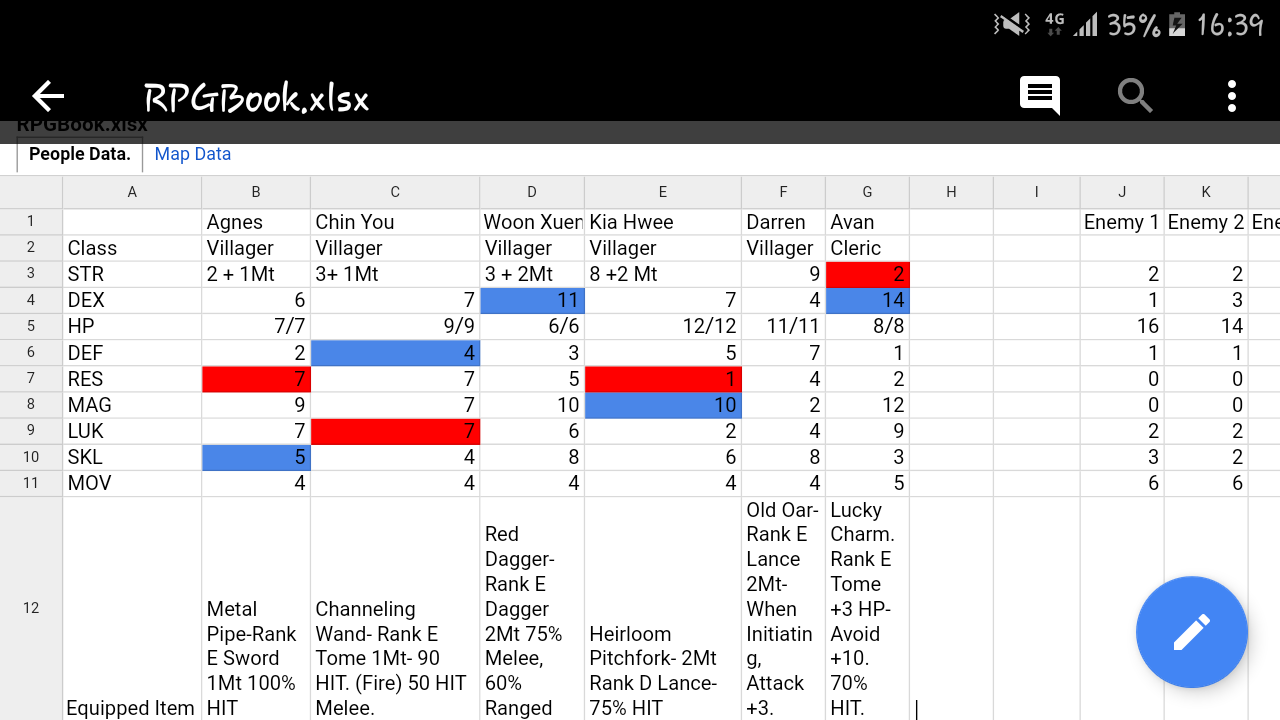 4G 35% 16:39
RPGBook.xlsx
RPGBook.xlsx
People Data. Map Data
A B C D E F G H I J K
1 Agnes Chin You Woon Xuen Kia Hwee Darren Avan Enemy 1 Enemy 2 Ene
2 Class Villager Villager Villager Villager Villager Cleric
3 STR 2 + 1Mt 3+ 1Mt 3 + 2Mt 8 +2 Mt 9 2 2 2
4 DEX 6 7 11 7 4 14 1 3
5 HP 7/7 9/9 6/6 12/12 11/11 8/8 16 14
6 DEF 2 4 3 5 7 1 1 1
7 RES 7 7 5 1 4 2 0 0
8 MAG 9 7 10 10 2 12 0 0
9 LUK 7 7 6 2 4 9 2 2
10 SKL 5 4 8 6 8 3 3 2
11 MOV 4 4 4 4 4 5 6 6
12
Equipped Item
Metal
Pipe-Rank
E Sword
1Mt 100%
HIT
Channeling
Wand- Rank E
Tome 1Mt- 90
HIT. (Fire) 50 HIT
Melee.
Red
Dagger-
Rank E
Dagger
2Mt 75%
Melee,
60%
Ranged
Heirloom
Pitchfork- 2Mt
Rank D Lance-
75% HIT
Old Oar-
Rank E
Lance
2Mt-
When
Initiatin
g,
Attack
+3.
Lucky
Charm.
Rank E
Tome
+3 HP-
Avoid
+10.
70%
HIT.